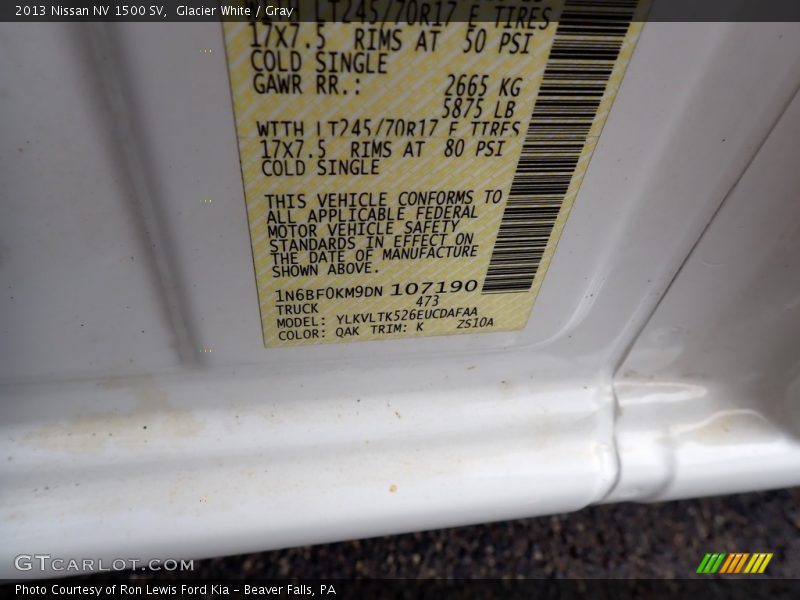 2013 Nissan NV 1500 SV,  Glacier White / Gray
WITH LT245/70R17 E TIRES
17X7.5 RIMS AT 50 PSI
COLD SINGLE
GAWR RR.: 2665 KG
5875 LB
WITH LT245/70R17 E TIRES
17X7.5 RIMS AT 80 PSI
COLD SINGLE
THIS VEHICLE CONFORMS TO
ALL APPLICABLE FEDERAL
MOTOR VEHICLE SAFETY
STANDARDS IN EFFECT ON
THE DATE OF MANUFACTURE
SHOWN ABOVE.
1N6BF0KM9DN 107190
TRUCK 473
MODEL: YLKVLTK526EUCDAFAA
COLOR: QAK TRIM: K ZS10A
GTCARLOT.COM
Photo Courtesy of Ron Lewis Ford Kia – Beaver Falls, PA